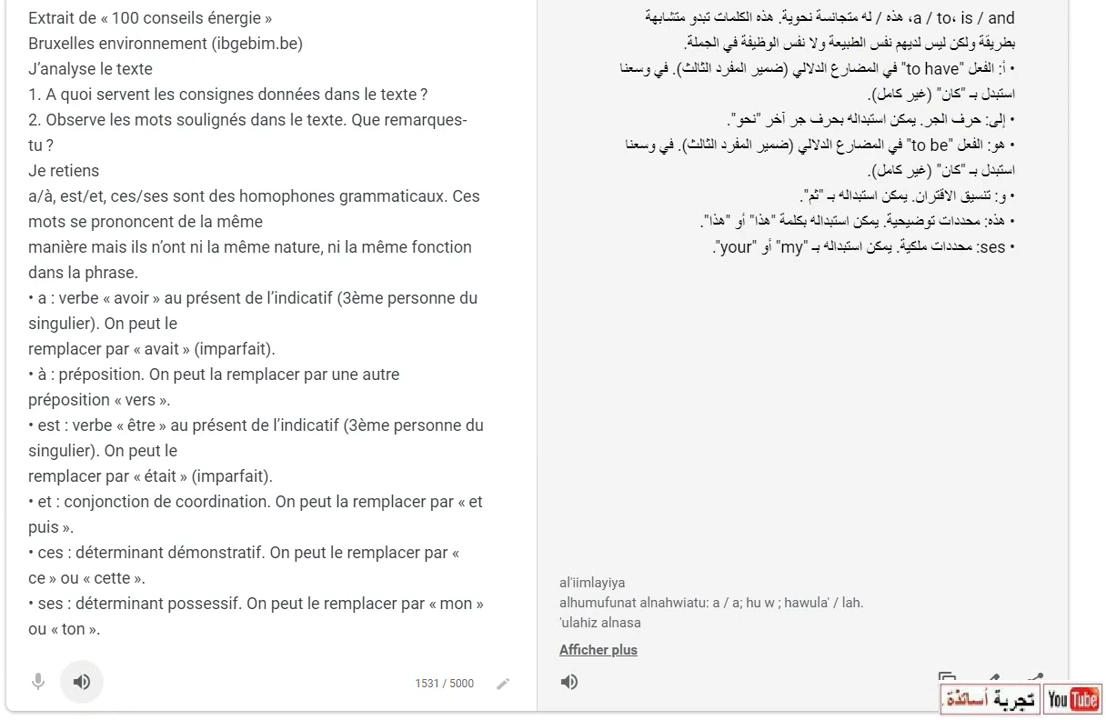 Extrait de « 100 conseils énergie »
Bruxelles environnement (ibgebim.be)
J’analyse le texte
1. A quoi servent les consignes données dans le texte ?
2. Observe les mots soulignés dans le texte. Que remarques-
tu ?
Je retiens
a/à, est/et, ces/ses sont des homophones grammaticaux. Ces
mots se prononcent de la même
manière mais ils n’ont ni la même nature, ni la même fonction
dans la phrase.
• a : verbe « avoir » au présent de l’indicatif (3ème personne du
singulier). On peut le
remplacer par « avait » (imparfait).
• à : préposition. On peut la remplacer par une autre
préposition « vers ».
• est : verbe « être » au présent de l’indicatif (3ème personne du
singulier). On peut le
remplacer par « était » (imparfait).
• et : conjonction de coordination. On peut la remplacer par « et
puis ».
• ces : déterminant démonstratif. On peut le remplacer par «
ce » ou « cette ».
• ses : déterminant possessif. On peut le remplacer par « mon »
ou « ton ».
1531 / 5000
a / to، is / and، هذه / له متجانسة نحوية. هذه الكلمات تبدو متشابهة
بطريقة ولكن ليس لديهم نفس الطبيعة ولا نفس الوظيفة في الجملة.
• أ: الفعل "to have" في المضارع الدلالي (ضمير المفرد الثالث). في وسعنا
استبدل بـ "كان" (غير كامل).
• إلى: حرف الجر. يمكن استبداله بحرف جر آخر "نحو".
• هو: الفعل "to be" في المضارع الدلالي (ضمير المفرد الثالث). في وسعنا
استبدل بـ "كان" (غير كامل).
• و: تنسيق الاقتران. يمكن استبداله بـ "ثم".
• هذه: محددات توضيحية. يمكن استبداله بكلمة "هذا" أو "هذا".
• ses: محددات ملكية. يمكن استبداله بـ "my" أو "your".
al'iimlayiya
alhumufunat alnahwiatu: a / a; hu w ; hawula' / lah.
'ulahiz alnasa
Afficher plus
تجربة أساتذة
YouTube